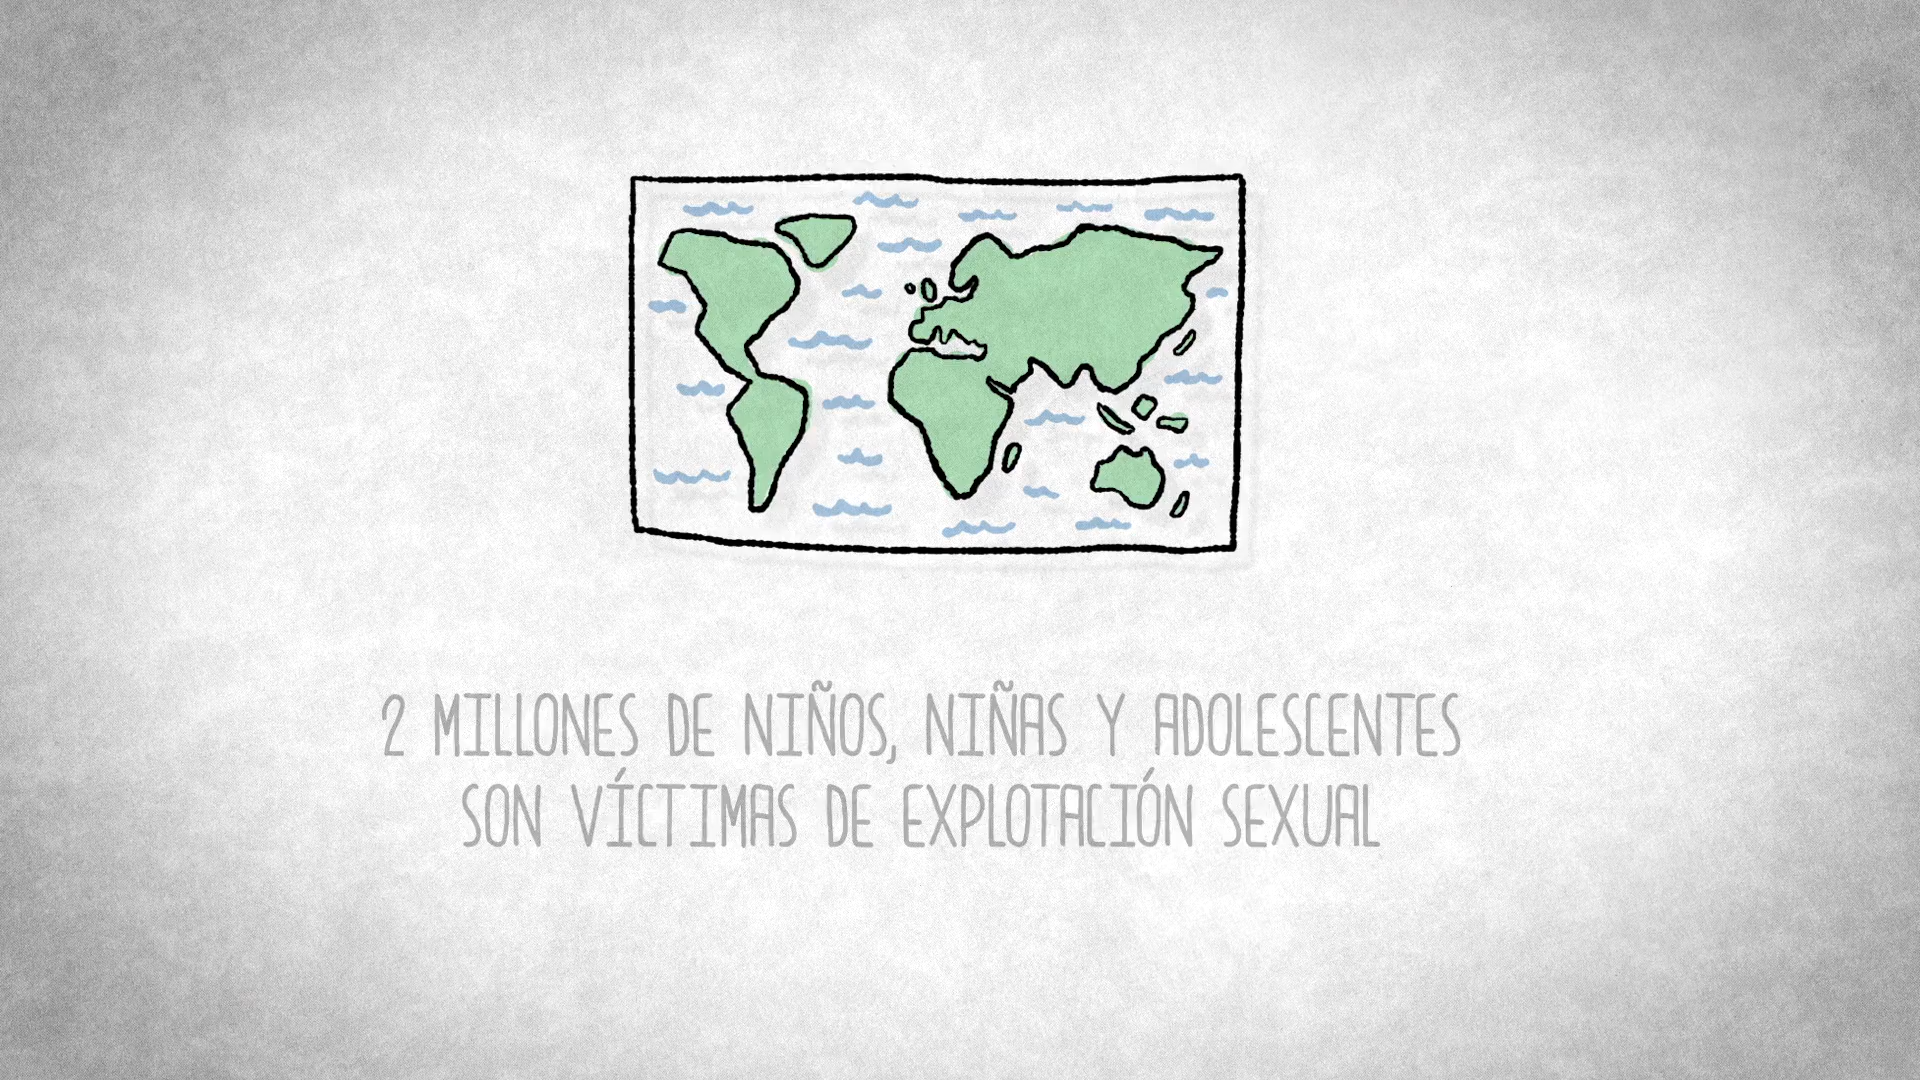 2 MILLONES DE NIÑOS, NIÑAS Y ADOLESCENTES
SON VÍCTIMAS DE EXPLOTACIÓN SEXUAL